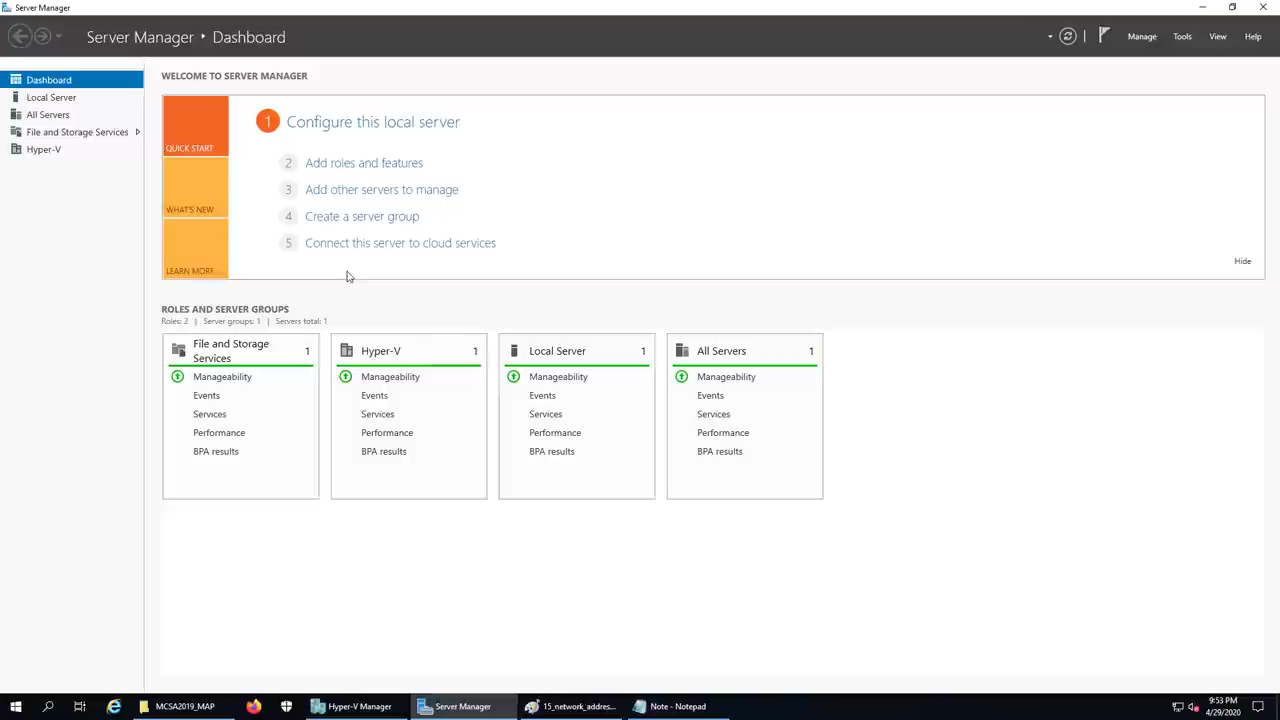 Server Manager
Server Manager • Dashboard
Manage Tools View Help
Dashboard
Local Server
All Servers
File and Storage Services
Hyper-V
WELCOME TO SERVER MANAGER
QUICK START
WHAT'S NEW
LEARN MORE
1 Configure this local server
2 Add roles and features
3 Add other servers to manage
4 Create a server group
5 Connect this server to cloud services
Hide
ROLES AND SERVER GROUPS
Roles: 2 | Server groups: 1 | Servers total: 1
File and Storage
Services 1
Manageability
Events
Services
Performance
BPA results
Hyper-V 1
Manageability
Events
Services
Performance
BPA results
Local Server 1
Manageability
Events
Services
Performance
BPA results
All Servers 1
Manageability
Events
Services
Performance
BPA results
MCSA2019_MAP
Hyper-V Manager
Server Manager
15_network_addres...
Note - Notepad
9:53 PM
4/29/2020